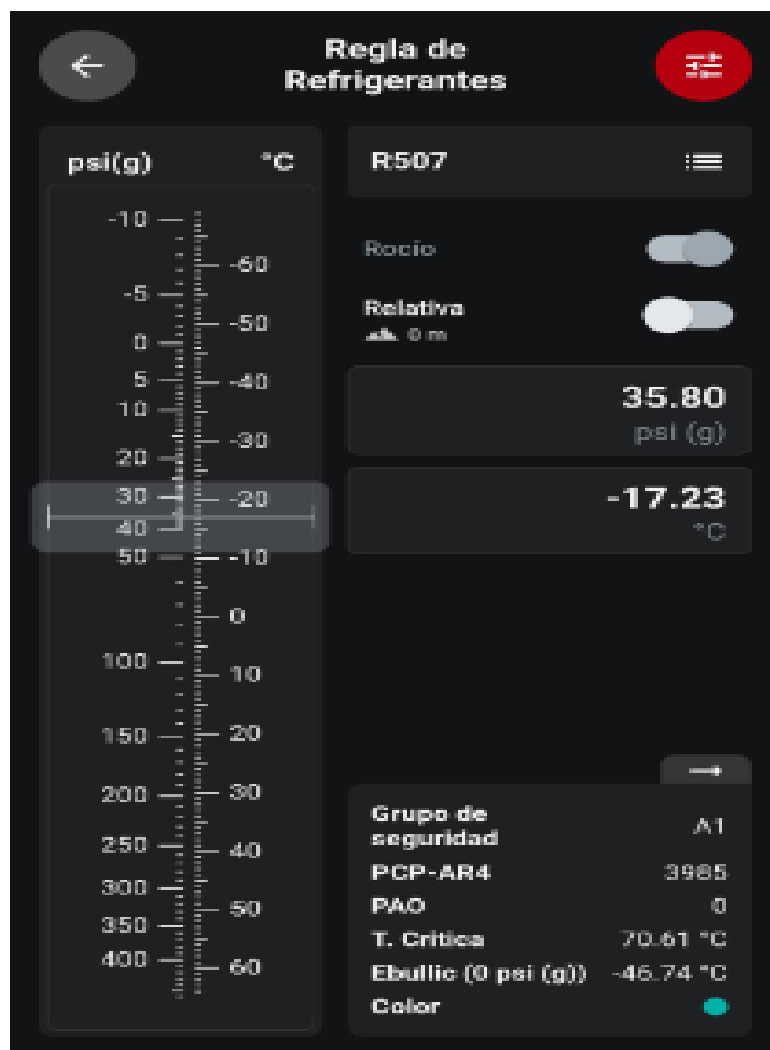 Regla de
Refrigerantes
psi(g) °C
-10
-5
0
5
10
20
30
40
50
100
150
200
250
300
350
400
-60
-50
-40
-30
-20
-10
0
10
20
30
40
50
60
R507
Rocío
Relativa
0 m
35.80
psi (g)
-17.23
°C
Grupo de
seguridad A1
PCP-AR4 3985
PAO 0
T. Crítica 70.61 °C
Ebullic (0 psi (g)) -46.74 °C
Color